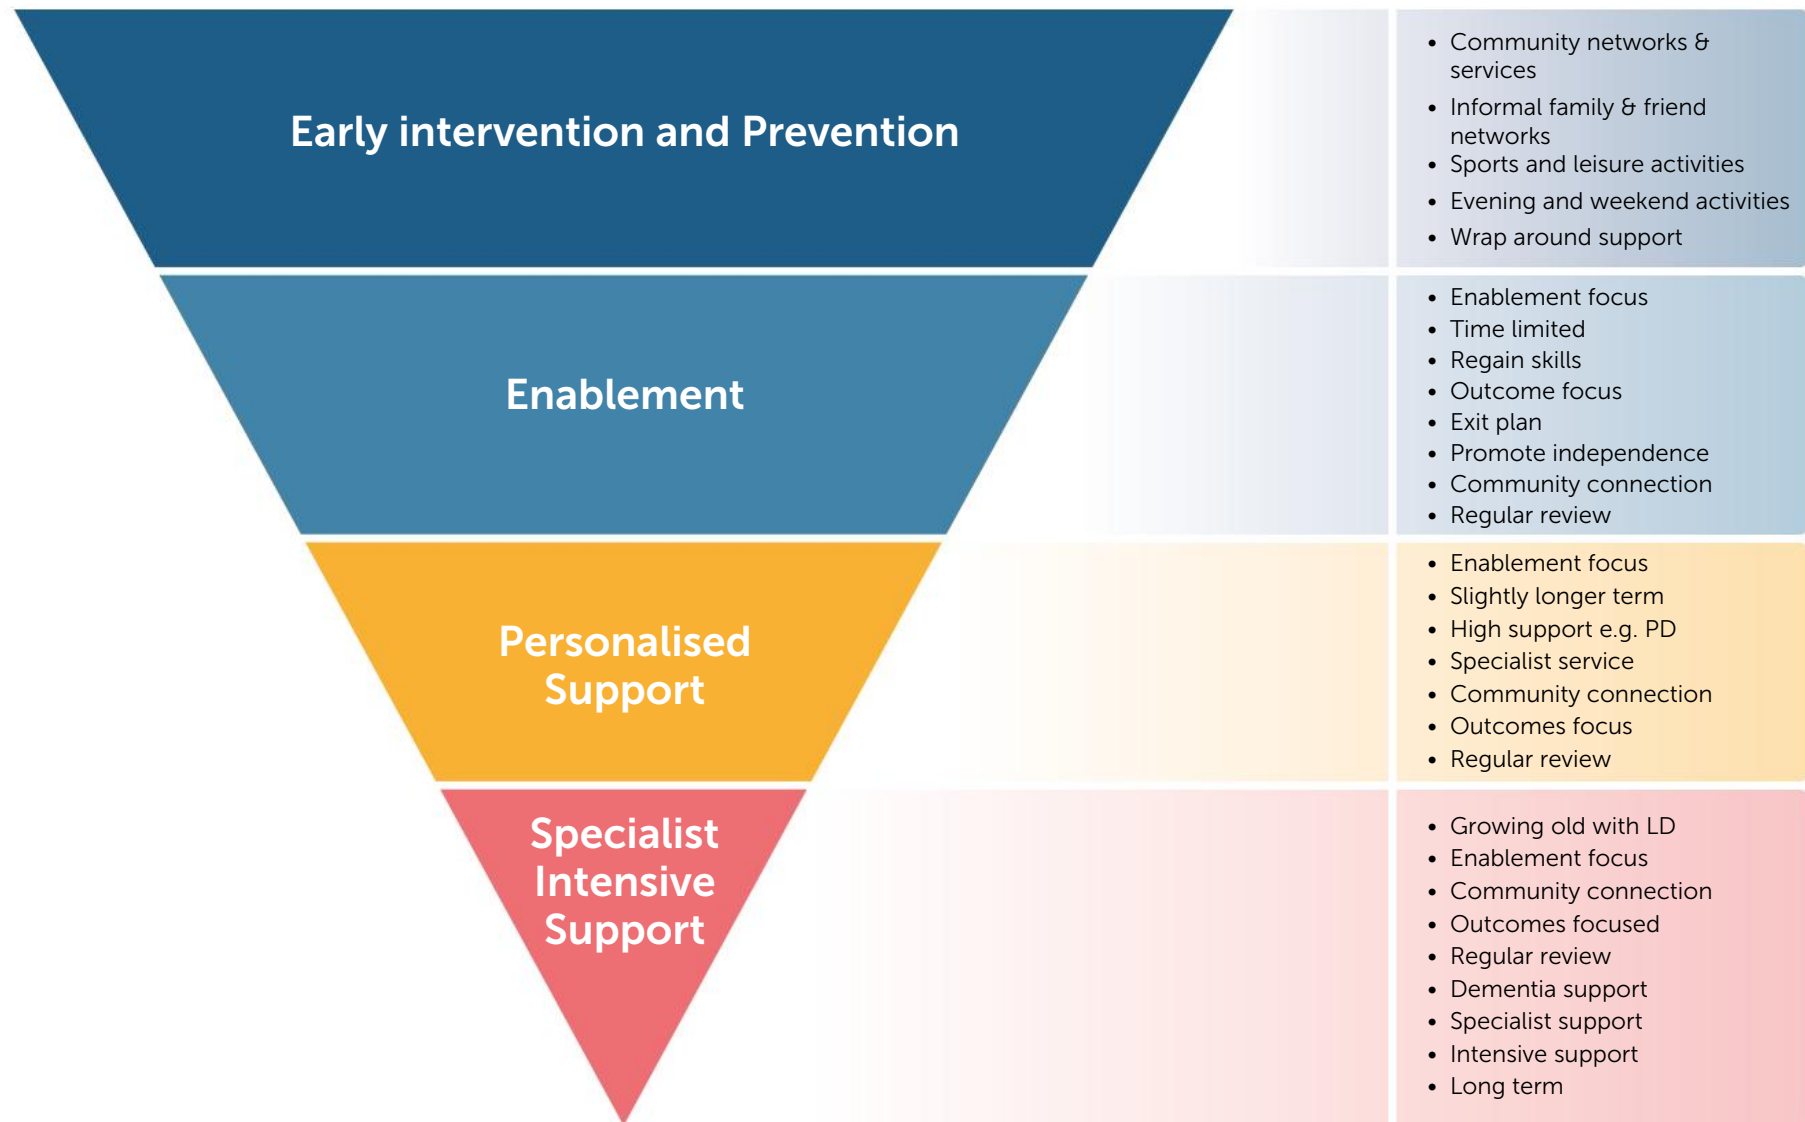 Early intervention and Prevention
• Community networks &
services
• Informal family & friend
networks
• Sports and leisure activities
• Evening and weekend activities
• Wrap around support
Enablement
• Enablement focus
• Time limited
• Regain skills
• Outcome focus
• Exit plan
• Promote independence
• Community connection
• Regular review
Personalised
Support
• Enablement focus
• Slightly longer term
• High support e.g. PD
• Specialist service
• Community connection
• Outcomes focus
• Regular review
Specialist
Intensive
Support
• Growing old with LD
• Enablement focus
• Community connection
• Outcomes focused
• Regular review
• Dementia support
• Specialist support
• Intensive support
• Long term